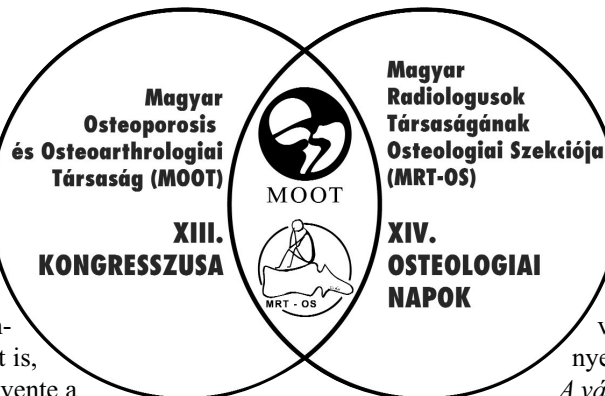 Magyar
Osteoporosis
és Osteoarthrologiai
Társaság (MOOT)
XIII.
KONGRESSZUSA
MOOT
MRT - OS
Magyar
Radiologusok
Társaságának
Osteologiai Szekciója
(MRT-OS)
XIV.
OSTEOLOGIAI
NAPOK
t is,
vente a
nye
A vá